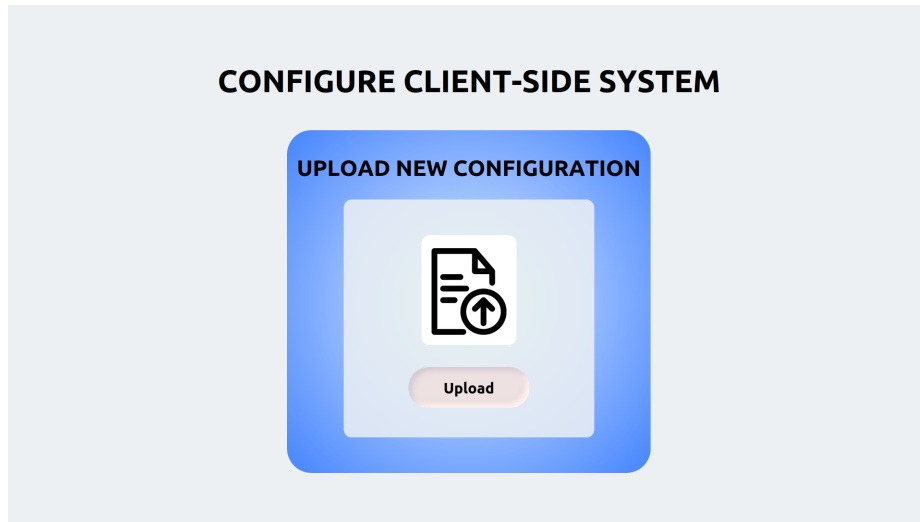 CONFIGURE CLIENT-SIDE SYSTEM
UPLOAD NEW CONFIGURATION
Upload